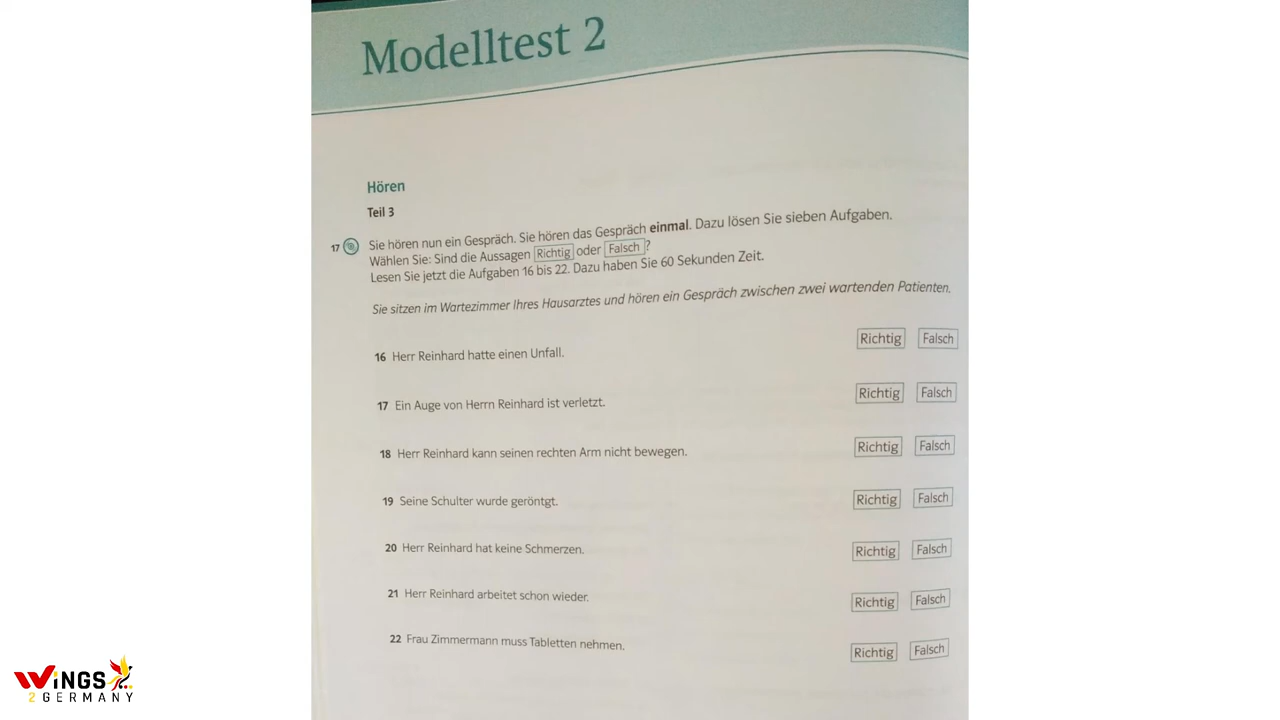 Modelltest 2
Hören
Teil 3
17 Sie hören nun ein Gespräch. Sie hören das Gespräch einmal. Dazu lösen Sie sieben Aufgaben.
Wählen Sie: Sind die Aussagen Richtig oder Falsch?
Lesen Sie jetzt die Aufgaben 16 bis 22. Dazu haben Sie 60 Sekunden Zeit.
Sie sitzen im Wartezimmer Ihres Hausarztes und hören ein Gespräch zwischen zwei wartenden Patienten.
16 Herr Reinhard hatte einen Unfall. Richtig Falsch
17 Ein Auge von Herrn Reinhard ist verletzt. Richtig Falsch
18 Herr Reinhard kann seinen rechten Arm nicht bewegen. Richtig Falsch
19 Seine Schulter wurde geröntgt. Richtig Falsch
20 Herr Reinhard hat keine Schmerzen. Richtig Falsch
21 Herr Reinhard arbeitet schon wieder. Richtig Falsch
22 Frau Zimmermann muss Tabletten nehmen. Richtig Falsch
WiNGS
2GERMANY